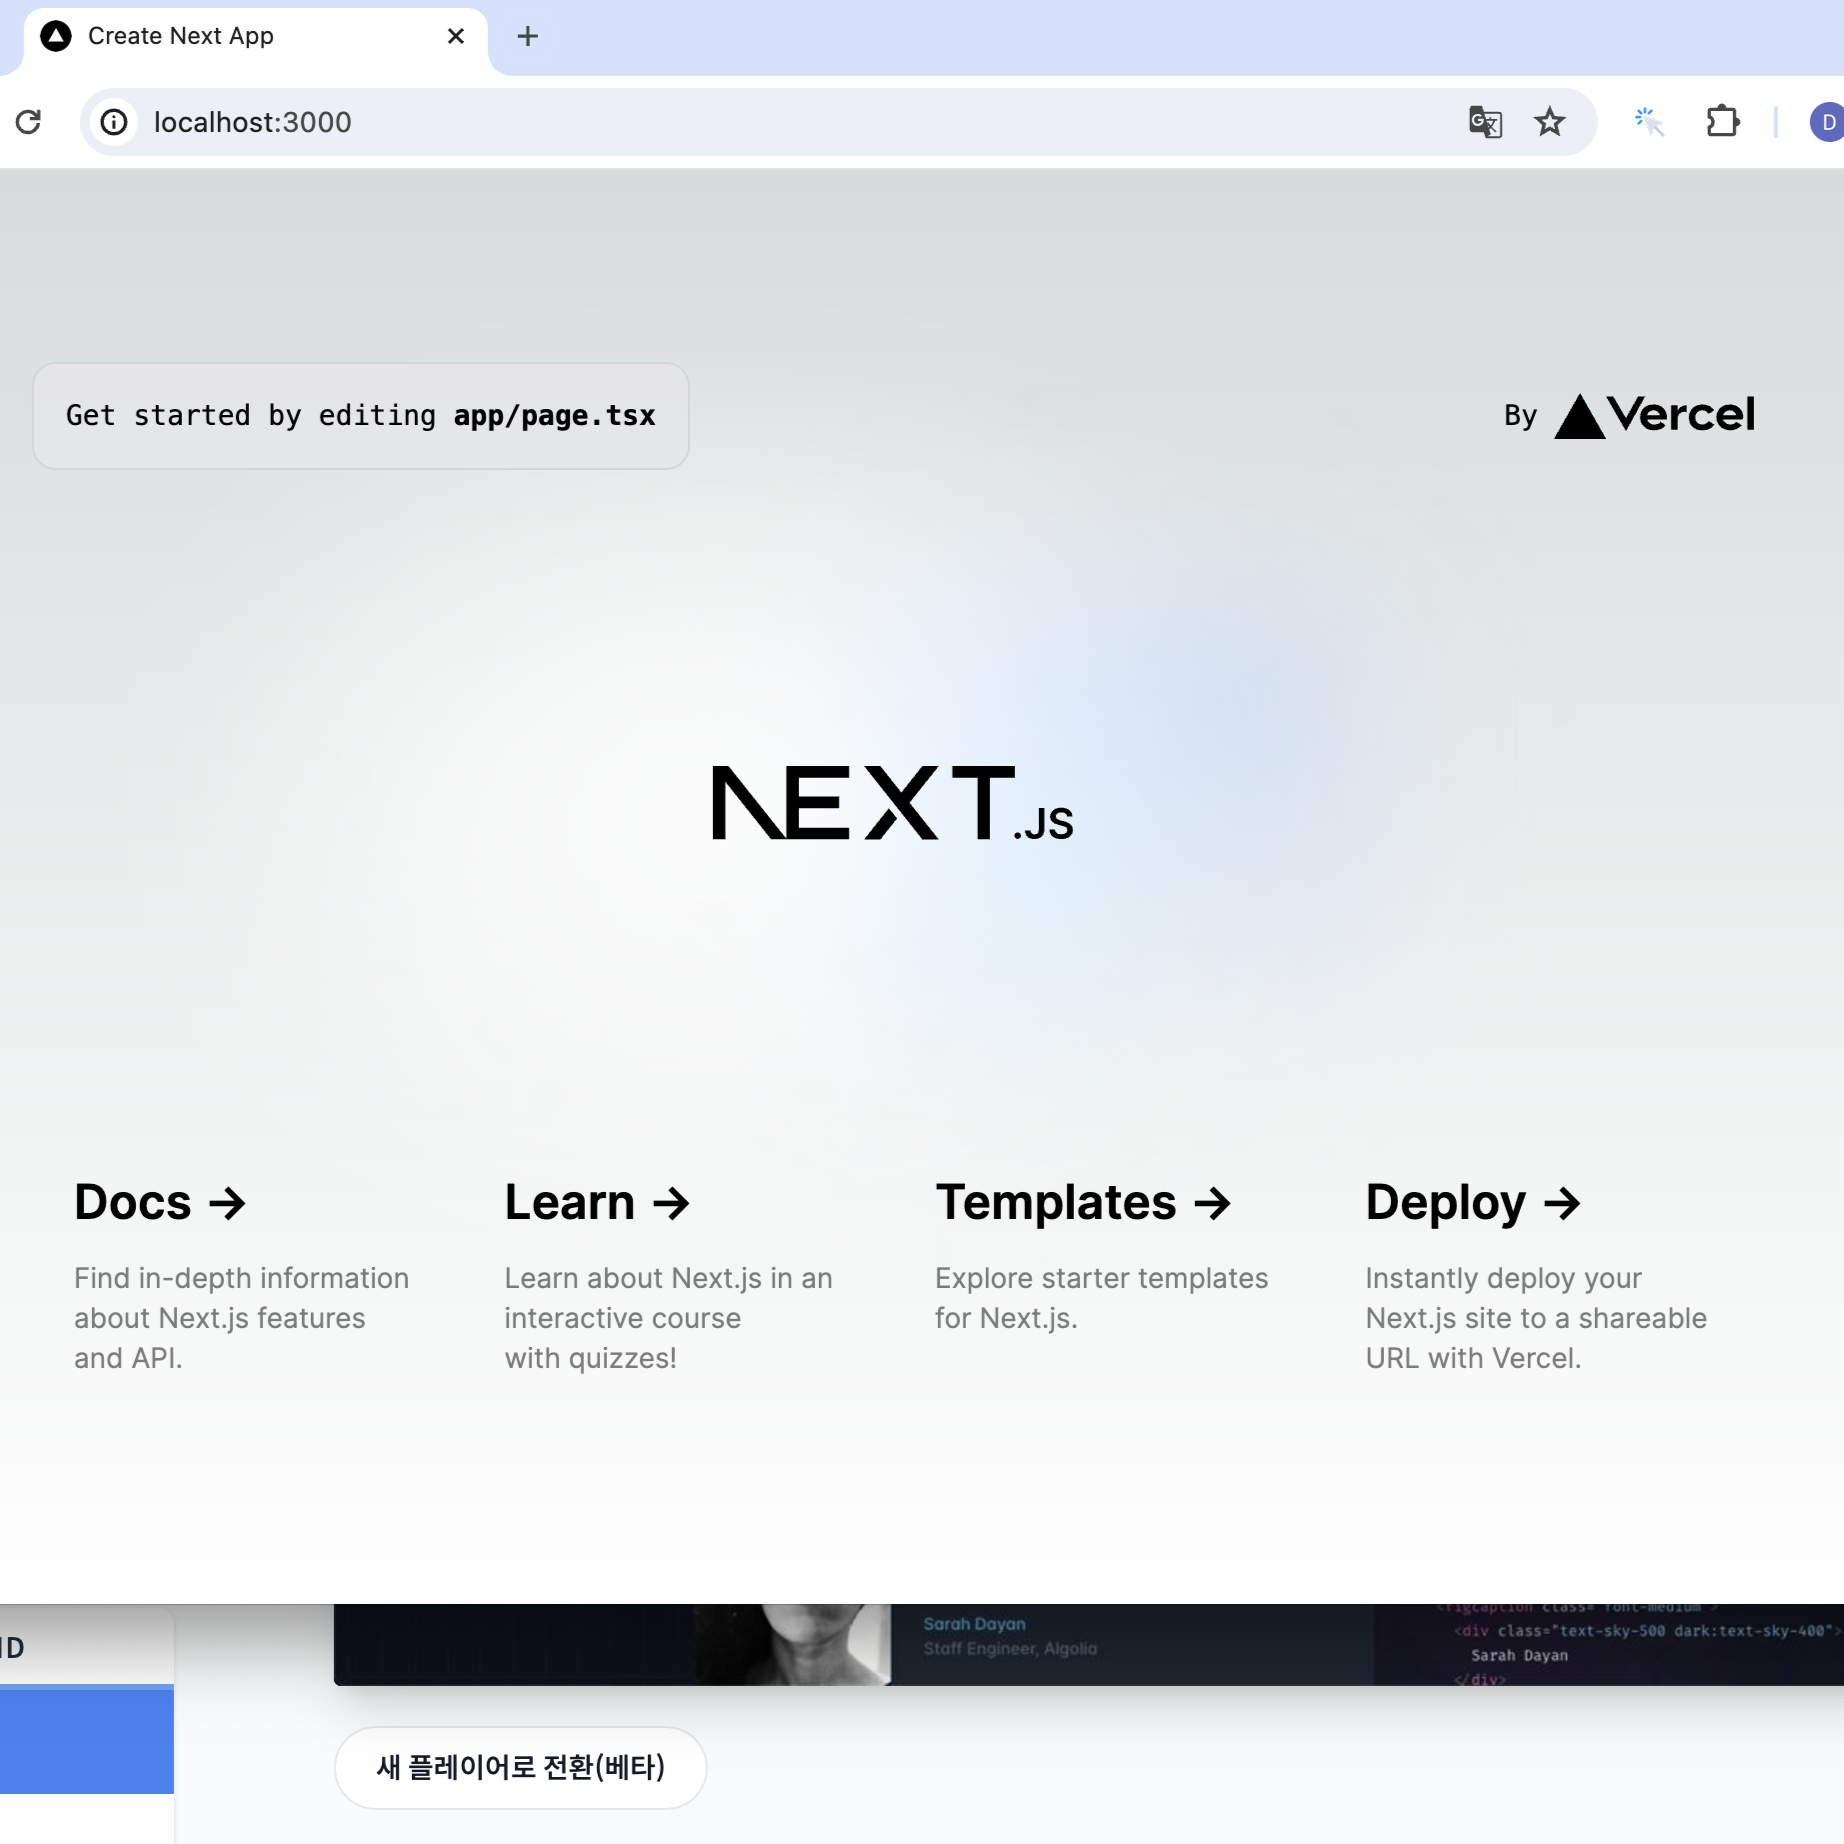 Create Next App
localhost:3000
D
Get started by editing app/page.tsx
By Vercel
NEXT.JS
Docs →
Find in-depth information
about Next.js features
and API.
Learn →
Learn about Next.js in an
interactive course
with quizzes!
Templates →
Explore starter templates
for Next.js.
Deploy →
Instantly deploy your
Next.js site to a shareable
URL with Vercel.
ID
Sarah Dayan
Staff Engineer, Algolia
<figcaption class="font-medium">
<div class="text-sky-500 dark:text-sky-400">
Sarah Dayan
</div>
새 플레이어로 전환(베타)